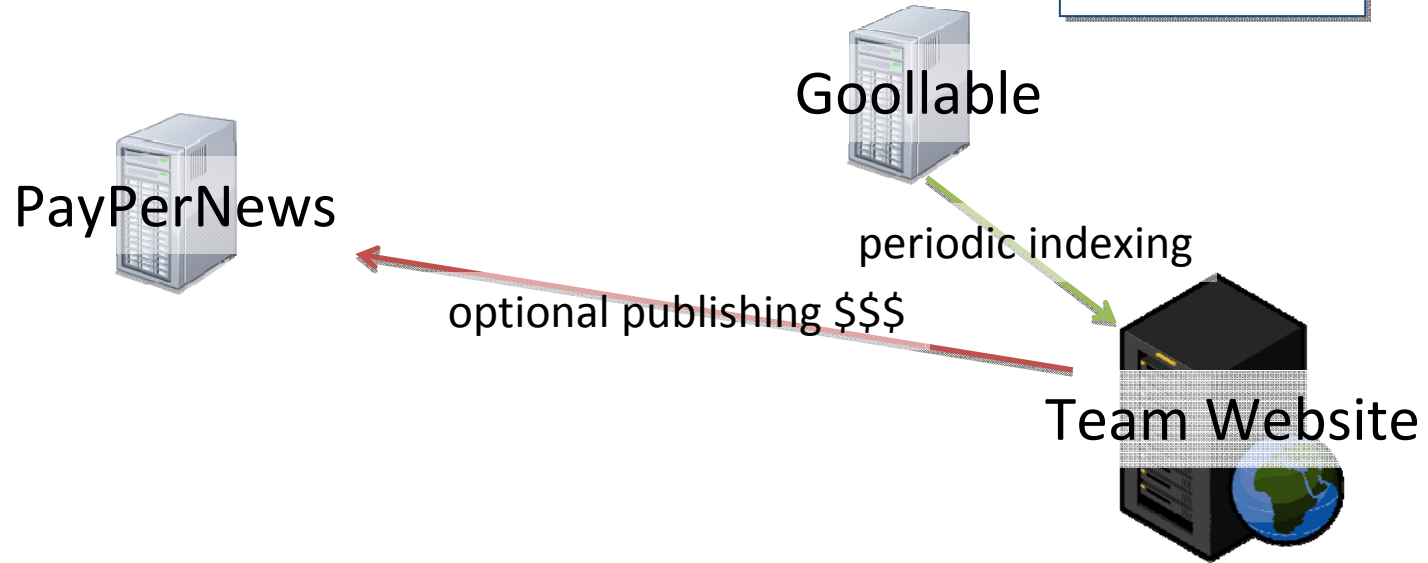 Goollable
PayPerNews
periodic indexing
optional publishing $$$
Team Website